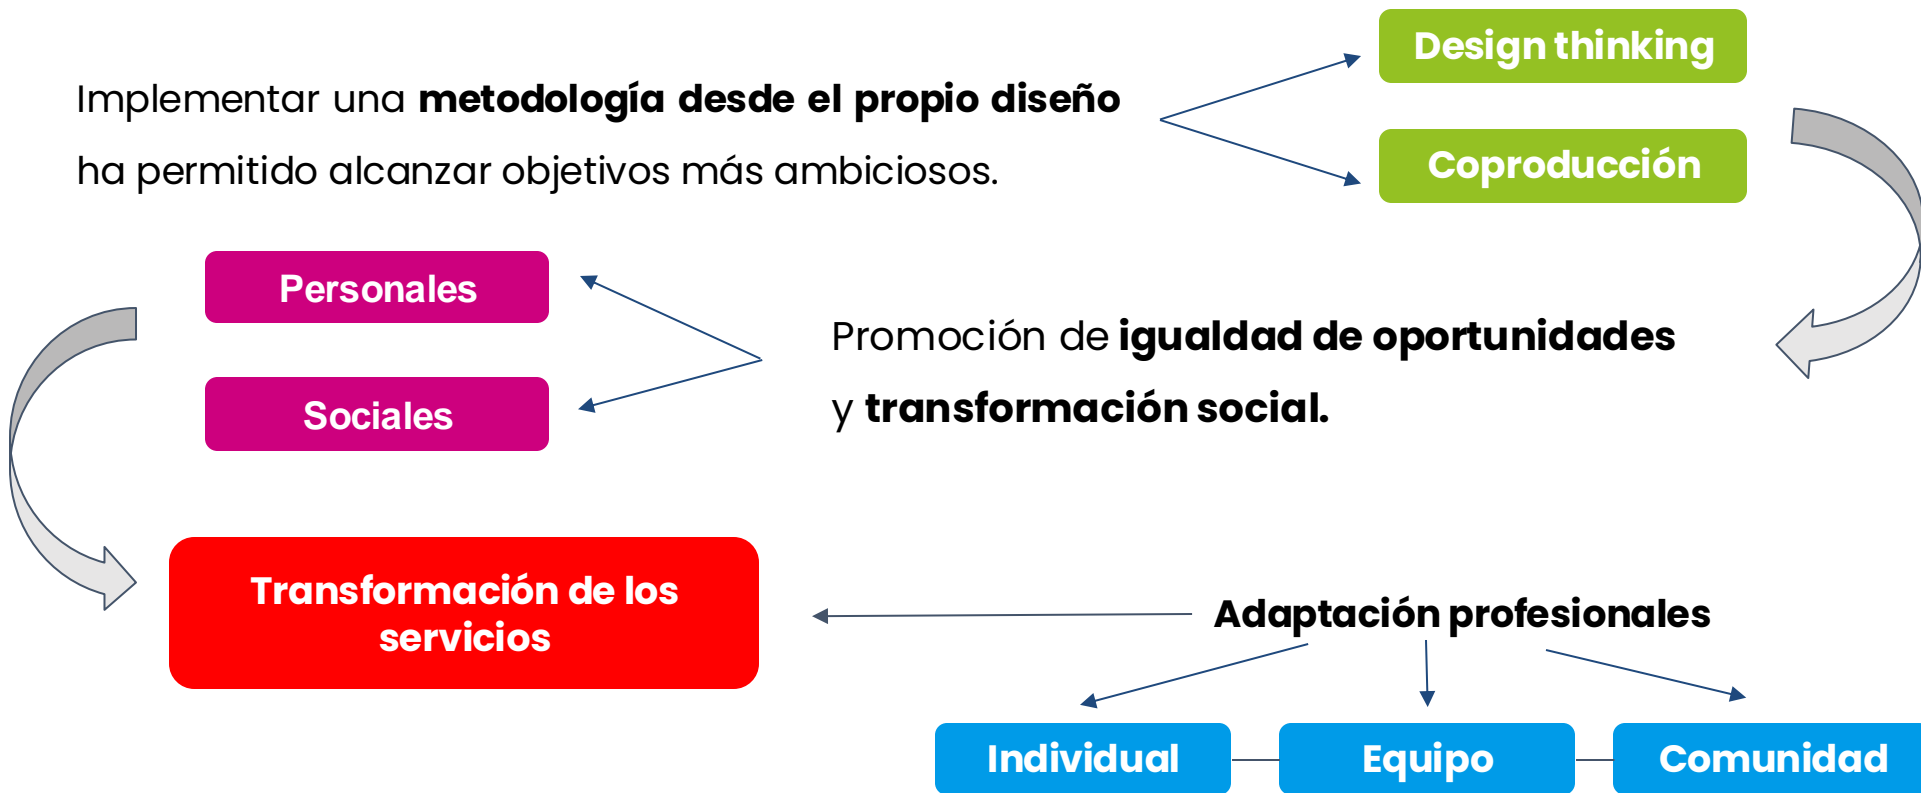 Design thinking
Implementar una metodología desde el propio diseño
ha permitido alcanzar objetivos más ambiciosos.
Coproducción
Personales
Sociales
Promoción de igualdad de oportunidades
y transformación social.
Transformación de los
servicios
Adaptación profesionales
Individual
Equipo
Comunidad